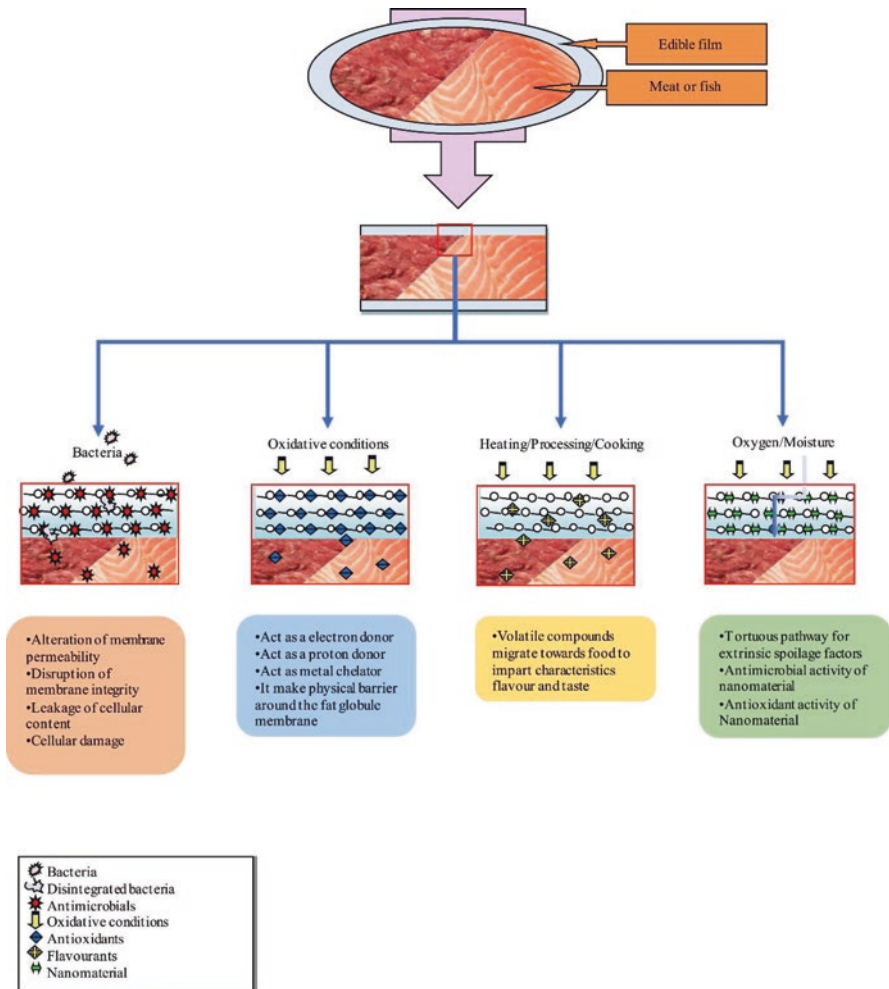 Edible film
Meat or fish
Bacteria
Oxidative conditions
Heating/Processing/Cooking
Oxygen/Moisture
•Alteration of membrane
permeability
•Disruption of
membrane integrity
•Leakage of cellular
content
•Cellular damage
•Act as a electron donor
•Act as a proton donor
•Act as metal chelator
•It make physical barrier
around the fat globule
membrane
•Volatile compounds
migrate towards food to
impart characteristics
flavour and taste
•Tortuous pathway for
extrinsic spoilage factors
•Antimicrobial activity of
nanomaterial
•Antioxidant activity of
Nanomaterial
Bacteria
Disintegrated bacteria
Antimicrobials
Oxidative conditions
Antioxidants
Flavourants
Nanomaterial